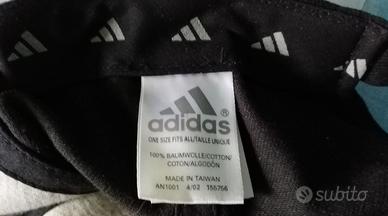 adidas
®
ONE SIZE FITS ALL/TAILLE UNIQUE
100% BAUMWOLLE/COTTON/
COTON/ALGODÓN
MADE IN TAIWAN
AN1001 4/02 155756
subito